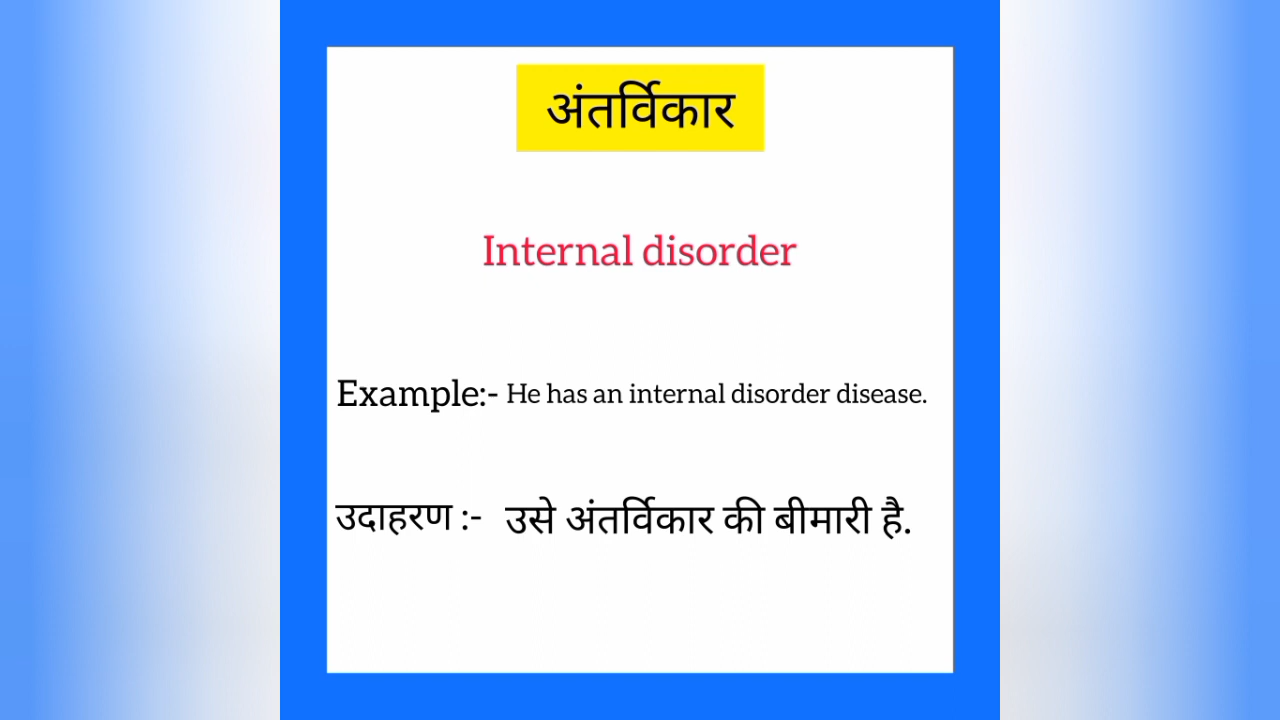 अंतर्विकार
Internal disorder
Example:- He has an internal disorder disease.
उदाहरण :- उसे अंतर्विकार की बीमारी है.